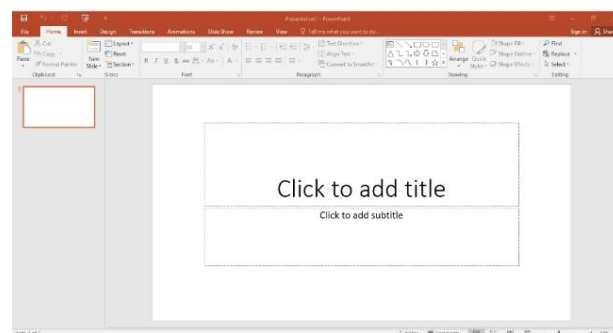 Presentation1 - PowerPoint
File Home Insert Design Transitions Animations Slide Show Review View Tell me what you want to do... Sign in Share
Cut
Copy
Format Painter
Paste
Clipboard
New
Slide
Layout
Reset
Section
Slides
Font
Text Direction
Align Text
Convert to SmartArt
Paragraph
Arrange
Quick
Styles
Shape Fill
Shape Outline
Shape Effects
Drawing
Find
Replace
Select
Editing
1
Click to add title
Click to add subtitle